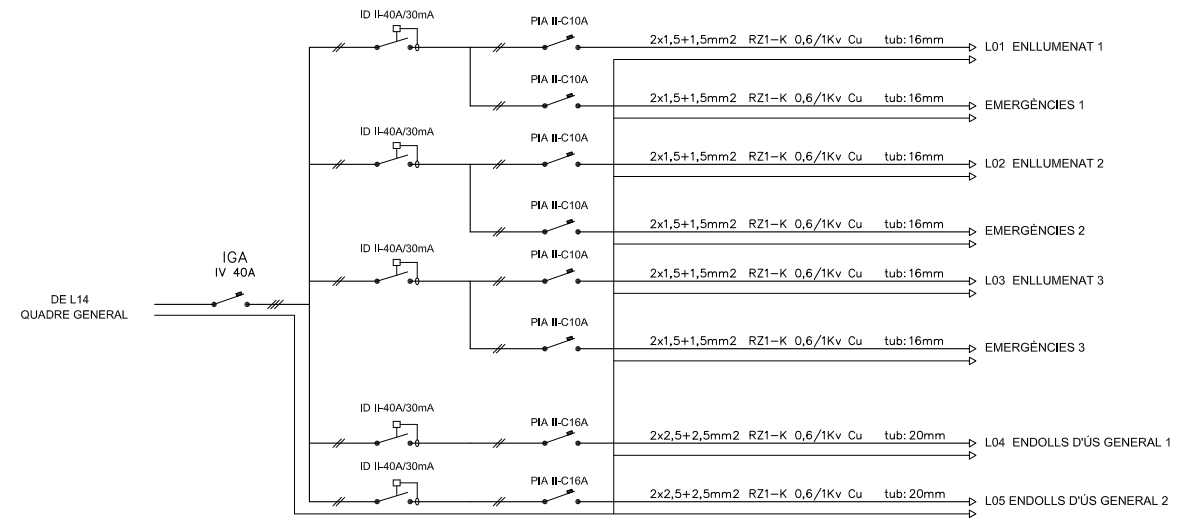 ID II-40A/30mA
PIA II-C10A
2x1,5+1,5mm2 RZ1-K 0,6/1Kv Cu tub:16mm
L01 ENLLUMENAT 1
PIA II-C10A
2x1,5+1,5mm2 RZ1-K 0,6/1Kv Cu tub:16mm
EMERGÈNCIES 1
ID II-40A/30mA
PIA II-C10A
2x1,5+1,5mm2 RZ1-K 0,6/1Kv Cu tub:16mm
L02 ENLLUMENAT 2
PIA II-C10A
2x1,5+1,5mm2 RZ1-K 0,6/1Kv Cu tub:16mm
EMERGÈNCIES 2
ID II-40A/30mA
PIA II-C10A
2x1,5+1,5mm2 RZ1-K 0,6/1Kv Cu tub:16mm
L03 ENLLUMENAT 3
IGA
IV 40A
DE L14
QUADRE GENERAL
PIA II-C10A
2x1,5+1,5mm2 RZ1-K 0,6/1Kv Cu tub:16mm
EMERGÈNCIES 3
ID II-40A/30mA
PIA II-C16A
2x2,5+2,5mm2 RZ1-K 0,6/1Kv Cu tub:20mm
L04 ENDOLLS D'ÚS GENERAL 1
ID II-40A/30mA
PIA II-C16A
2x2,5+2,5mm2 RZ1-K 0,6/1Kv Cu tub:20mm
L05 ENDOLLS D'ÚS GENERAL 2